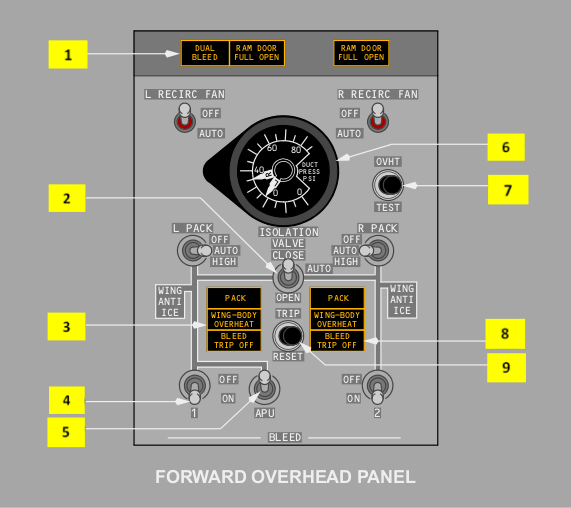 1
DUAL
BLEED
RAM DOOR
FULL OPEN
RAM DOOR
FULL OPEN
L RECIRC FAN
OFF
AUTO
R RECIRC FAN
OFF
AUTO
60
80
40
DUCT
PRESS
PSI
0
0
6
OVHT
TEST
7
2
L PACK
OFF
AUTO
HIGH
ISOLATION
VALVE
CLOSE
AUTO
OPEN
R PACK
OFF
AUTO
HIGH
WING
ANTI
ICE
WING
ANTI
ICE
3
PACK
WING-BODY
OVERHEAT
BLEED
TRIP OFF
TRIP
RESET
PACK
WING-BODY
OVERHEAT
BLEED
TRIP OFF
8
9
4
5
OFF
ON
1
APU
OFF
ON
2
BLEED
FORWARD OVERHEAD PANEL